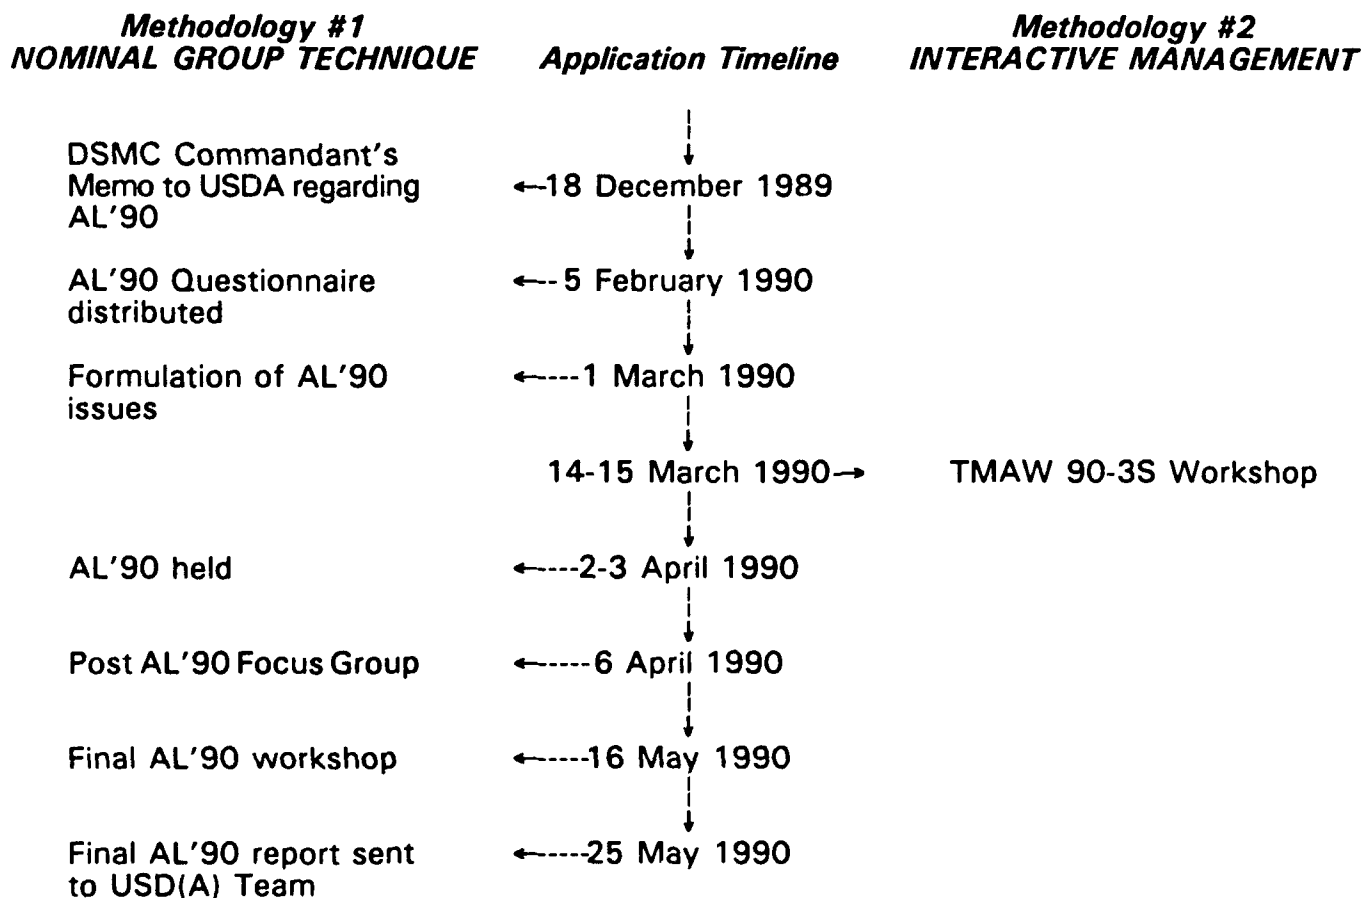 Methodology #1
NOMINAL GROUP TECHNIQUE
Application Timeline
Methodology #2
INTERACTIVE MANAGEMENT
DSMC Commandant's
Memo to USDA regarding
AL'90
18 December 1989
AL'90 Questionnaire
distributed
5 February 1990
Formulation of AL'90
issues
1 March 1990
14-15 March 1990
TMAW 90-3S Workshop
AL'90 held
2-3 April 1990
Post AL'90 Focus Group
6 April 1990
Final AL'90 workshop
16 May 1990
Final AL'90 report sent
to USD(A) Team
25 May 1990